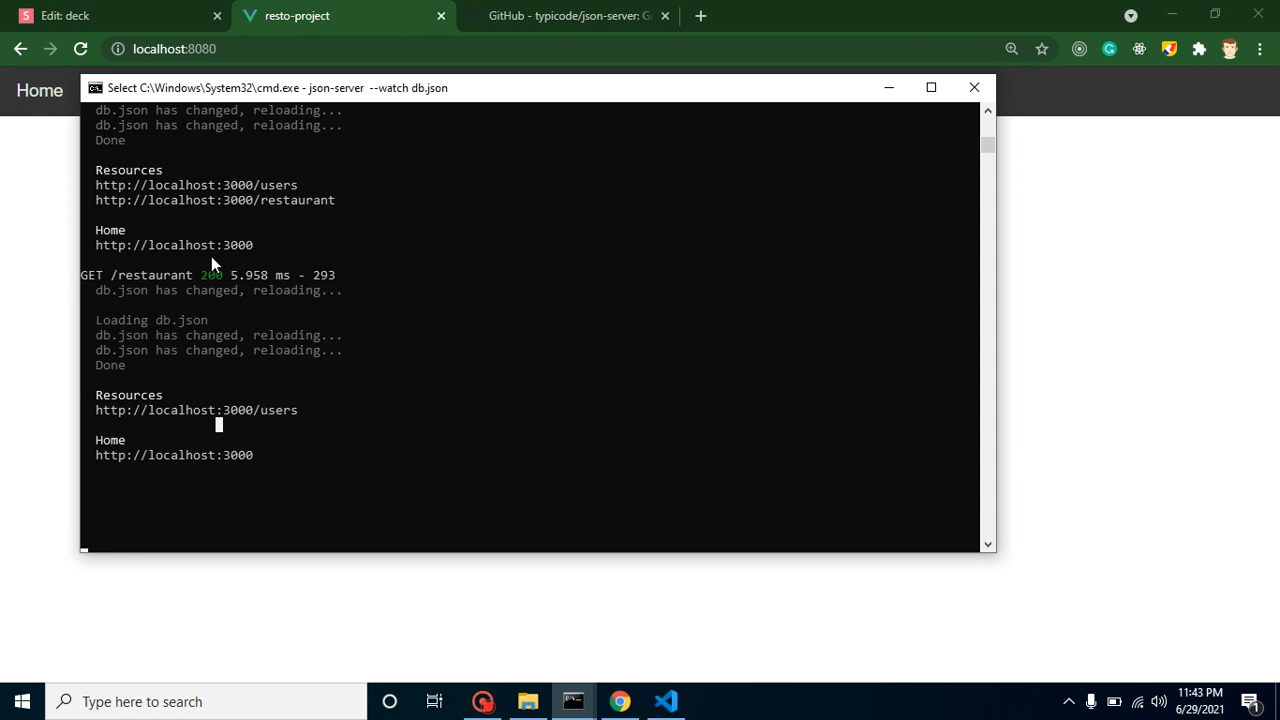 Edit: deck
resto-project
GitHub - typicode/json-server: Ge
localhost:8080
Home
Select C:\Windows\System32\cmd.exe - json-server --watch db.json
db.json has changed, reloading...
db.json has changed, reloading...
Done
Resources
http://localhost:3000/users
http://localhost:3000/restaurant
Home
http://localhost:3000
GET /restaurant 200 5.958 ms - 293
db.json has changed, reloading...
Loading db.json
db.json has changed, reloading...
db.json has changed, reloading...
Done
Resources
http://localhost:3000/users
Home
http://localhost:3000
Type here to search
11:43 PM
6/29/2021